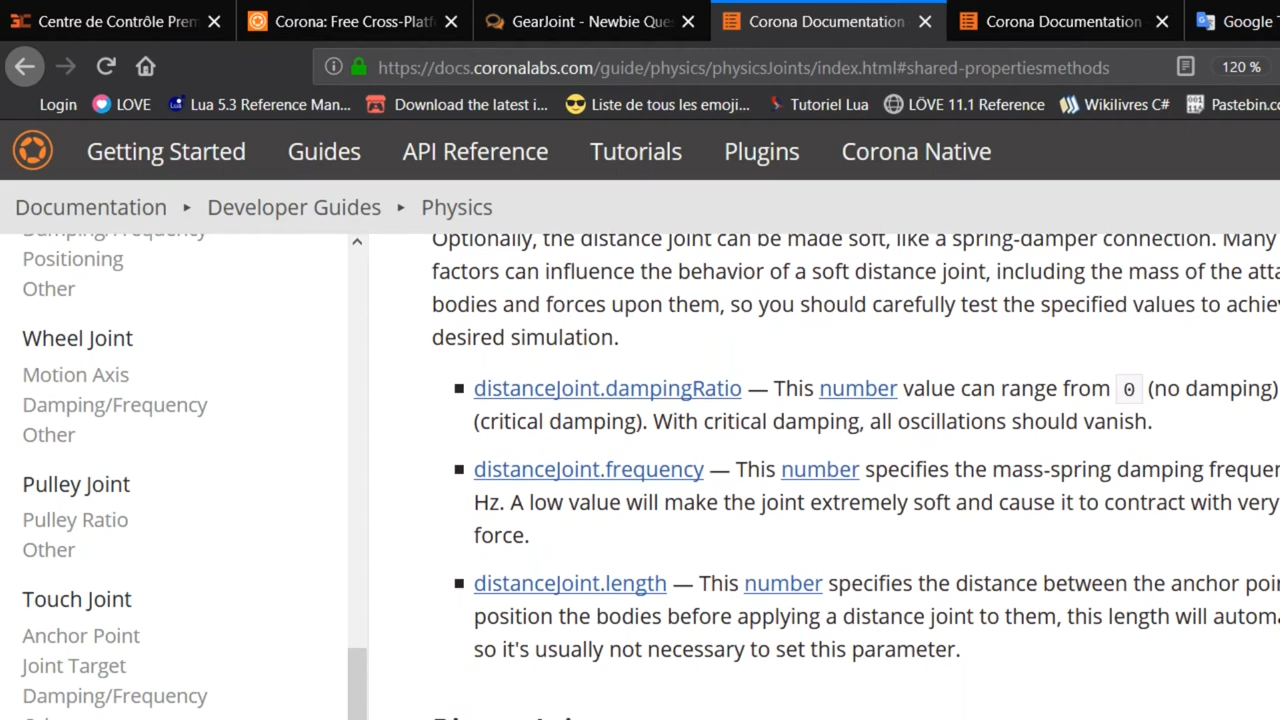 Centre de Contrôle Prem
Corona: Free Cross-Platf
GearJoint - Newbie Ques
Corona Documentation
Corona Documentation
Google T
https://docs.coronalabs.com/guide/physics/physicsJoints/index.html#shared-propertiesmethods
120 %
Login
LOVE
Lua 5.3 Reference Man...
Download the latest i...
Liste de tous les emoji...
Tutoriel Lua
LÖVE 11.1 Reference
Wikilivres C#
Pastebin.co
Getting Started
Guides
API Reference
Tutorials
Plugins
Corona Native
Documentation ▸ Developer Guides ▸ Physics
Damping/Frequency
Positioning
Other
Wheel Joint
Motion Axis
Damping/Frequency
Other
Pulley Joint
Pulley Ratio
Other
Touch Joint
Anchor Point
Joint Target
Damping/Frequency
Optionally, the distance joint can be made soft, like a spring-damper connection. Many
factors can influence the behavior of a soft distance joint, including the mass of the atta
bodies and forces upon them, so you should carefully test the specified values to achie
desired simulation.
distanceJoint.dampingRatio — This number value can range from 0 (no damping)
(critical damping). With critical damping, all oscillations should vanish.
distanceJoint.frequency — This number specifies the mass-spring damping frequen
Hz. A low value will make the joint extremely soft and cause it to contract with very
force.
distanceJoint.length — This number specifies the distance between the anchor poin
position the bodies before applying a distance joint to them, this length will automa
so it's usually not necessary to set this parameter.